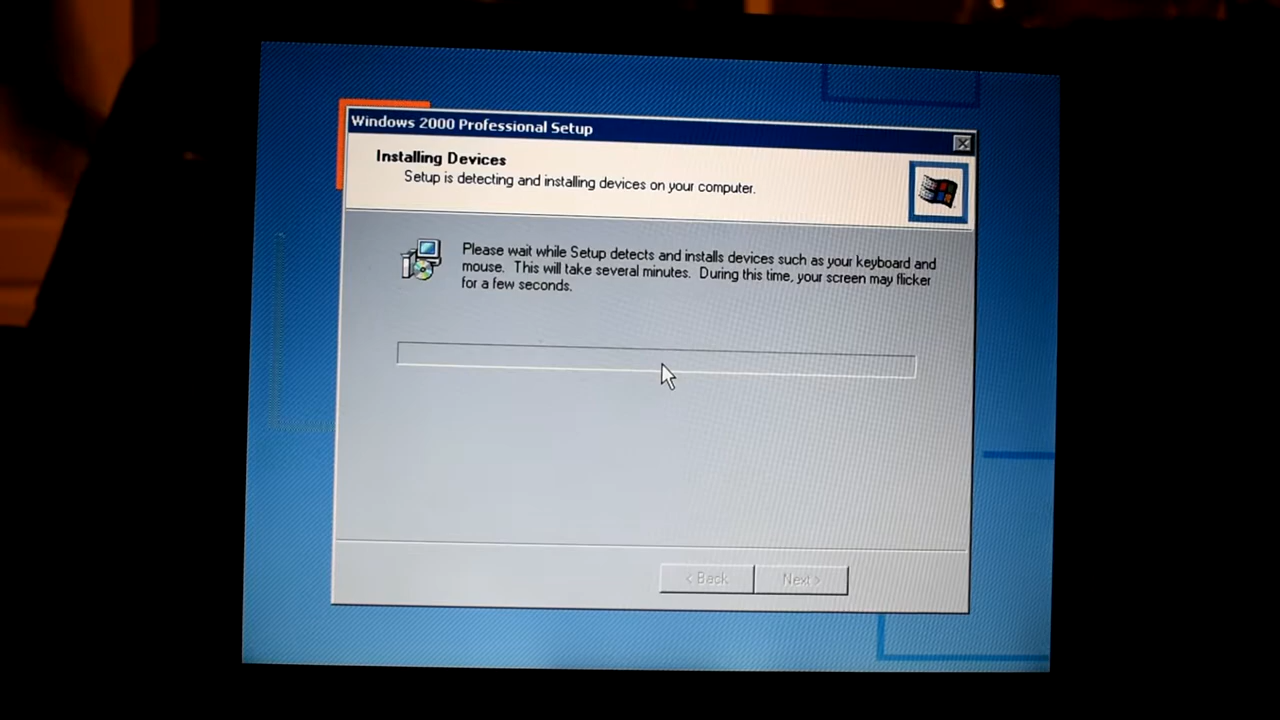 Windows 2000 Professional Setup
Installing Devices
Setup is detecting and installing devices on your computer.
Please wait while Setup detects and installs devices such as your keyboard and
mouse. This will take several minutes. During this time, your screen may flicker
for a few seconds.
< Back Next >